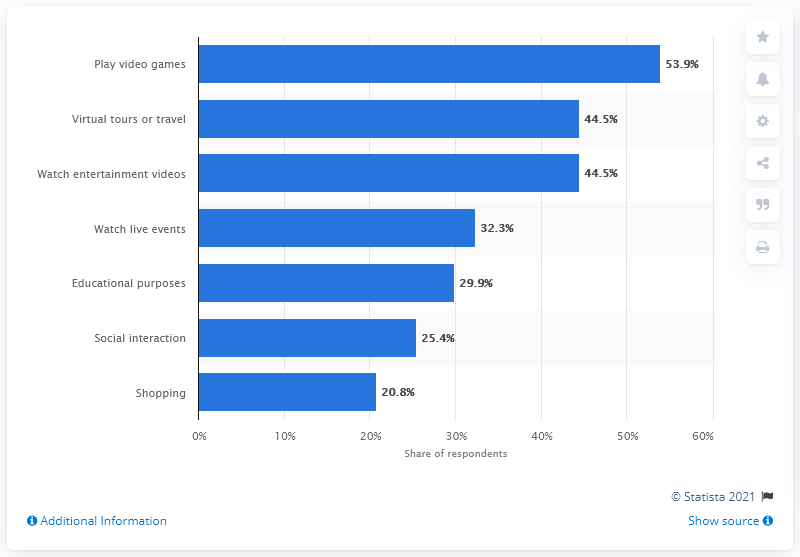 Play video games
53.9%
Virtual tours or travel
44.5%
Watch entertainment videos
44.5%
Watch live events
32.3%
Educational purposes
29.9%
Social interaction
25.4%
Shopping
20.8%
0% 10% 20% 30% 40% 50% 60%
Share of respondents
© Statista 2021
Additional Information
Show source